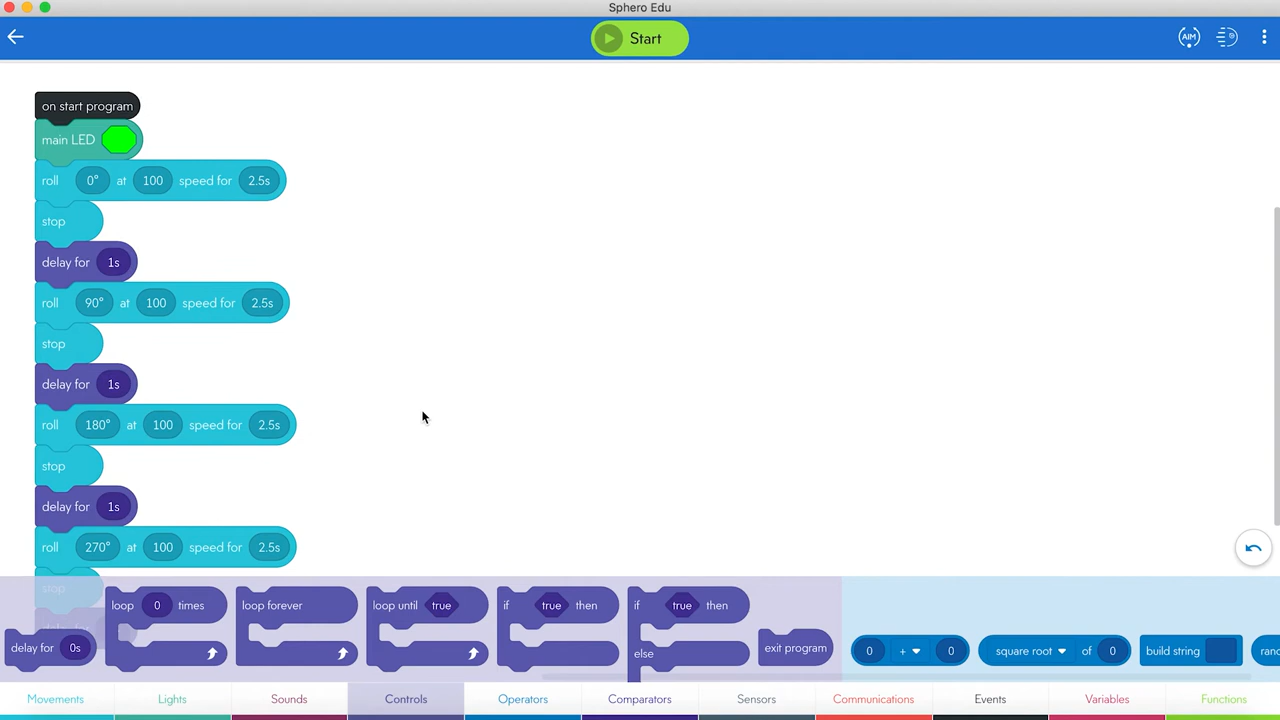 Sphero Edu
Start
AIM
on start program
main LED
roll 0° at 100 speed for 2.5s
stop
delay for 1s
roll 90° at 100 speed for 2.5s
stop
delay for 1s
roll 180° at 100 speed for 2.5s
stop
delay for 1s
roll 270° at 100 speed for 2.5s
stop
delay for
delay for 0s
loop 0 times
loop forever
loop until true
if true then
if true then
else
exit program
0 + 0
square root of 0
build string
Movements Lights Sounds Controls Operators Comparators Sensors Communications Events Variables Functions